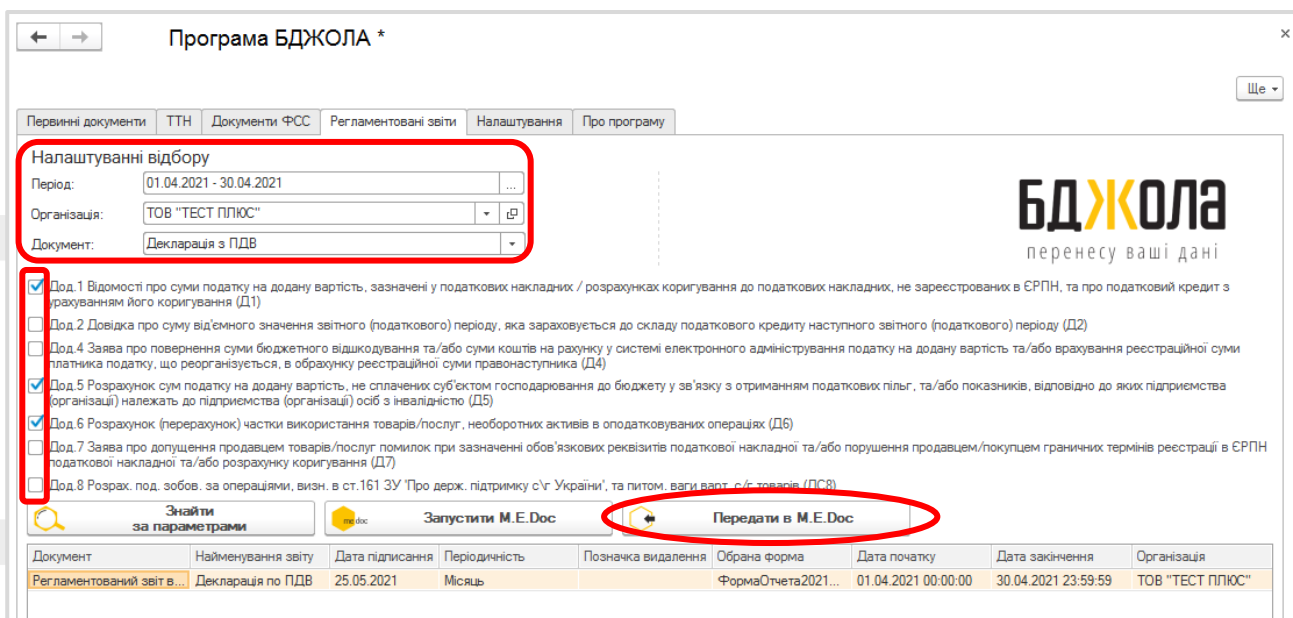 Програма БДЖОЛА *
Ще
Первинні документи ТТН Документи ФСС Регламентовані звіти Налаштування Про програму
Налаштуванні відбору
Період: 01.04.2021 - 30.04.2021 ...
Організація: ТОВ "ТЕСТ ПЛЮС"
Документ: Декларація з ПДВ
БДЖОЛА
перенесу ваші дані
Дод.1 Відомості про суми податку на додану вартість, зазначені у податкових накладних / розрахунках коригування до податкових накладних, не зареєстрованих в ЄРПН, та про податковий кредит з
урахуванням його коригування (Д1)
Дод.2 Довідка про суму від'ємного значення звітного (податкового) періоду, яка зараховується до складу податкового кредиту наступного звітного (податкового) періоду (Д2)
Дод.4 Заява про повернення суми бюджетного відшкодування та/або суми коштів на рахунку у системі електронного адміністрування податку на додану вартість та/або врахування реєстраційної суми
платника податку, що реорганізується, в обрахунку реєстраційної суми правонаступника (Д4)
Дод.5 Розрахунок сум податку на додану вартість, не сплачених суб'єктом господарювання до бюджету у зв'язку з отриманням податкових пільг, та/або показників, відповідно до яких підприємства
(організації) належать до підприємства (організації) осіб з інвалідністю (Д5)
Дод.6 Розрахунок (перерахунок) частки використання товарів/послуг, необоротних активів в оподатковуваних операціях (Д6)
Дод.7 Заява про допущення продавцем товарів/послуг помилок при зазначенні обов'язкових реквізитів податкової накладної та/або порушення продавцем/покупцем граничних термінів реєстрації в ЄРПН
податкової накладної та/або розрахунку коригування (Д7)
Дод.8 Розрах. под. зобов. за операціями, визн. в ст.161 ЗУ 'Про держ. підтримку с\г України', та питом. ваги варт. с/г товарів (ДС8)
Знайти
за параметрами
me doc Запустити M.E.Doc Передати в M.E.Doc
Документ Найменування звіту Дата підписання Періодичність Позначка видалення Обрана форма Дата початку Дата закінчення Організація
Регламентований звіт в... Декларація по ПДВ 25.05.2021 Місяць ФормаОтчета2021... 01.04.2021 00:00:00 30.04.2021 23:59:59 ТОВ "ТЕСТ ПЛЮС"